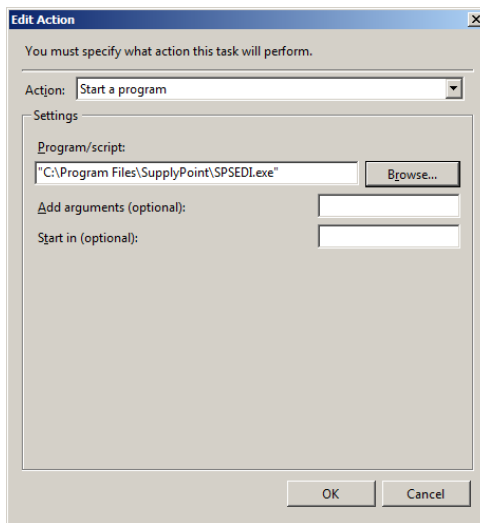 Edit Action
You must specify what action this task will perform.
Action: Start a program
Settings
Program/script:
"C:\Program Files\SupplyPoint\SPSEDI.exe" Browse...
Add arguments (optional):
Start in (optional):
OK Cancel